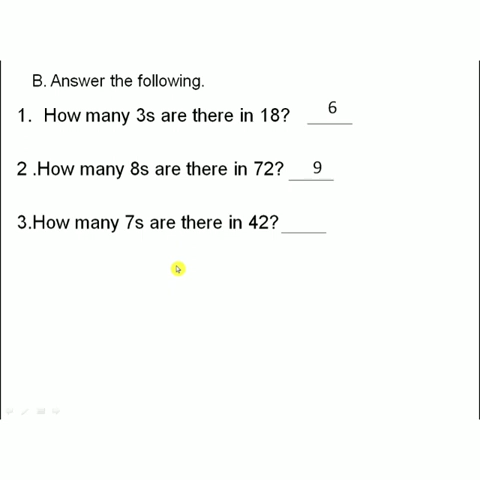 B. Answer the following.
1. How many 3s are there in 18? 6
2 .How many 8s are there in 72? 9
3.How many 7s are there in 42?